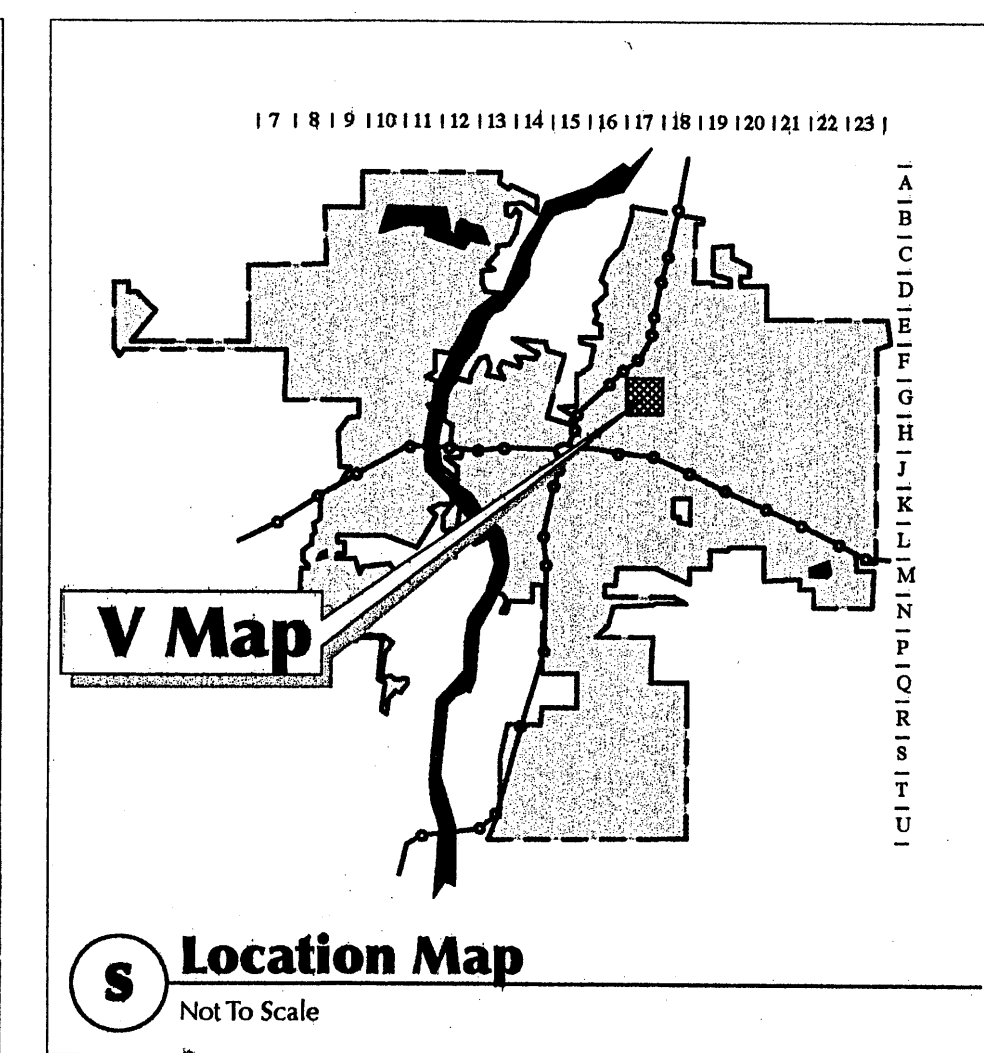 | 7 | 8 | 9 | 10 | 11 | 12 | 13 | 14 | 15 | 16 | 17 | 18 | 19 | 20 | 21 | 22 | 23 |
A
B
C
D
E
F
G
H
J
K
L
M
N
P
Q
R
S
T
U
V Map
S
Location Map
Not To Scale